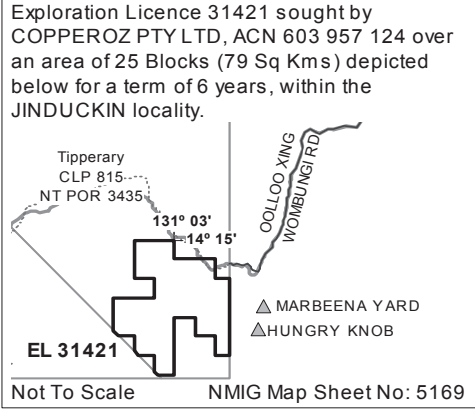 Exploration Licence 31421 sought by
COPPEROZ PTY LTD, ACN 603 957 124 over
an area of 25 Blocks (79 Sq Kms) depicted
below for a term of 6 years, within the
JINDUCKIN locality.
OOLLOO XING
WOMBUNGI RD
Tipperary
CLP 815
NT POR 3435
131° 03'
14° 15'
MARBEENA YARD
HUNGRY KNOB
EL 31421
Not To Scale NMIG Map Sheet No: 5169